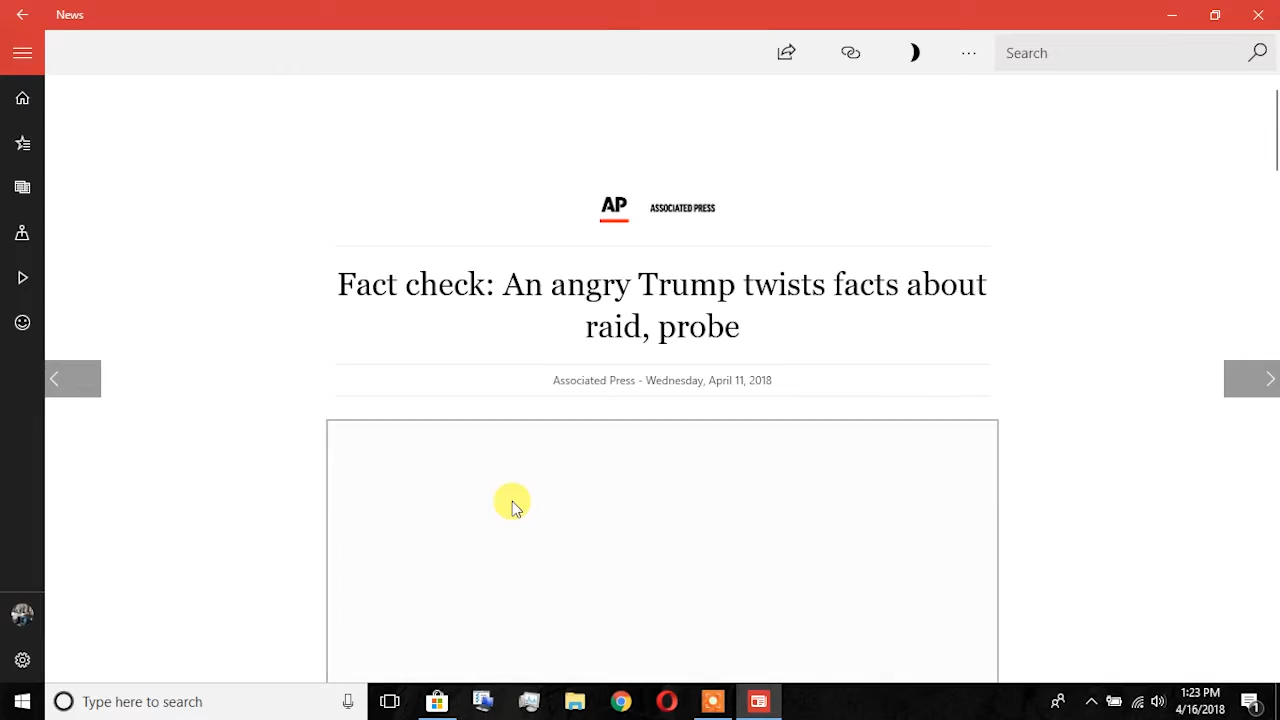 News
Search
AP ASSOCIATED PRESS
Fact check: An angry Trump twists facts about
raid, probe
Associated Press - Wednesday, April 11, 2018
Type here to search
1:23 PM
4/16/2018
1